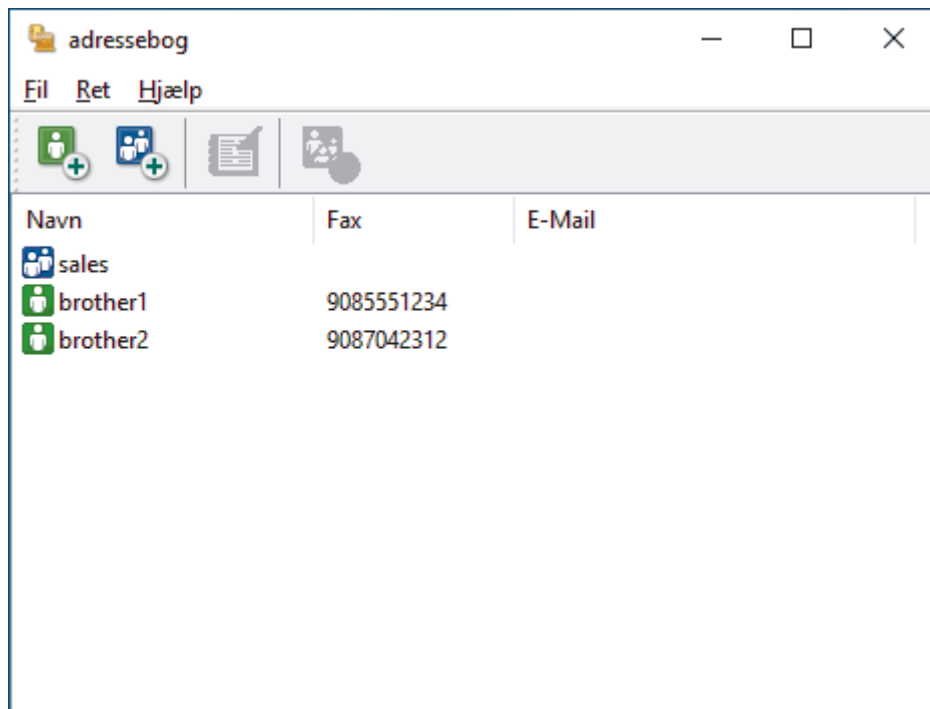 adressebog
Fil Ret Hjælp
Navn Fax E-Mail
sales
brother1 9085551234
brother2 9087042312